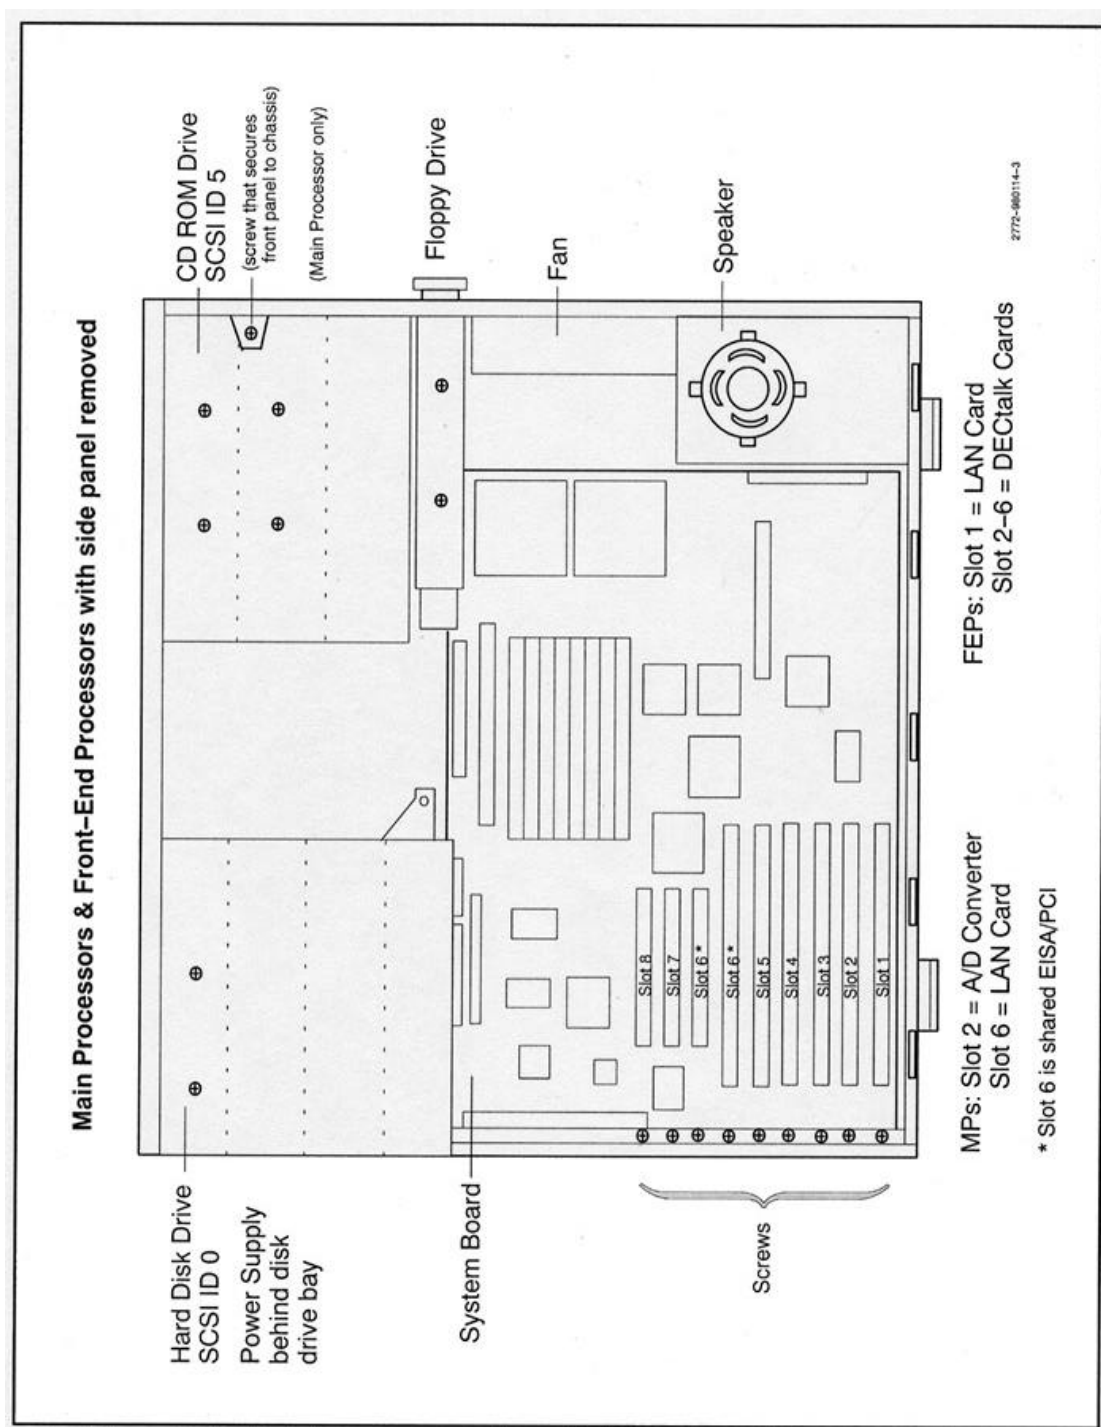 Main Processors & Front-End Processors with side panel removed
Hard Disk Drive
SCSI ID 0
Power Supply
behind disk
drive bay
System Board
Screws
CD ROM Drive
SCSI ID 5
(screw that secures
front panel to chassis)
(Main Processor only)
Floppy Drive
Fan
Speaker
Slot 8
Slot 7
Slot 6 *
Slot 6 *
Slot 5
Slot 4
Slot 3
Slot 2
Slot 1
MPs: Slot 2 = A/D Converter
Slot 6 = LAN Card
* Slot 6 is shared EISA/PCI
FEPs: Slot 1 = LAN Card
Slot 2-6 = DECtalk Cards
2772-980114-3